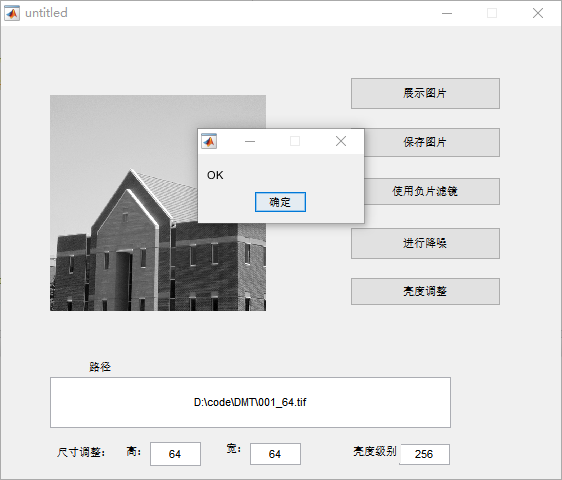 untitled
展示图片
保存图片
OK
确定
使用负片滤镜
进行降噪
亮度调整
路径
D:\code\DMT\001_64.tif
尺寸调整: 高: 64 宽: 64 亮度级别 256